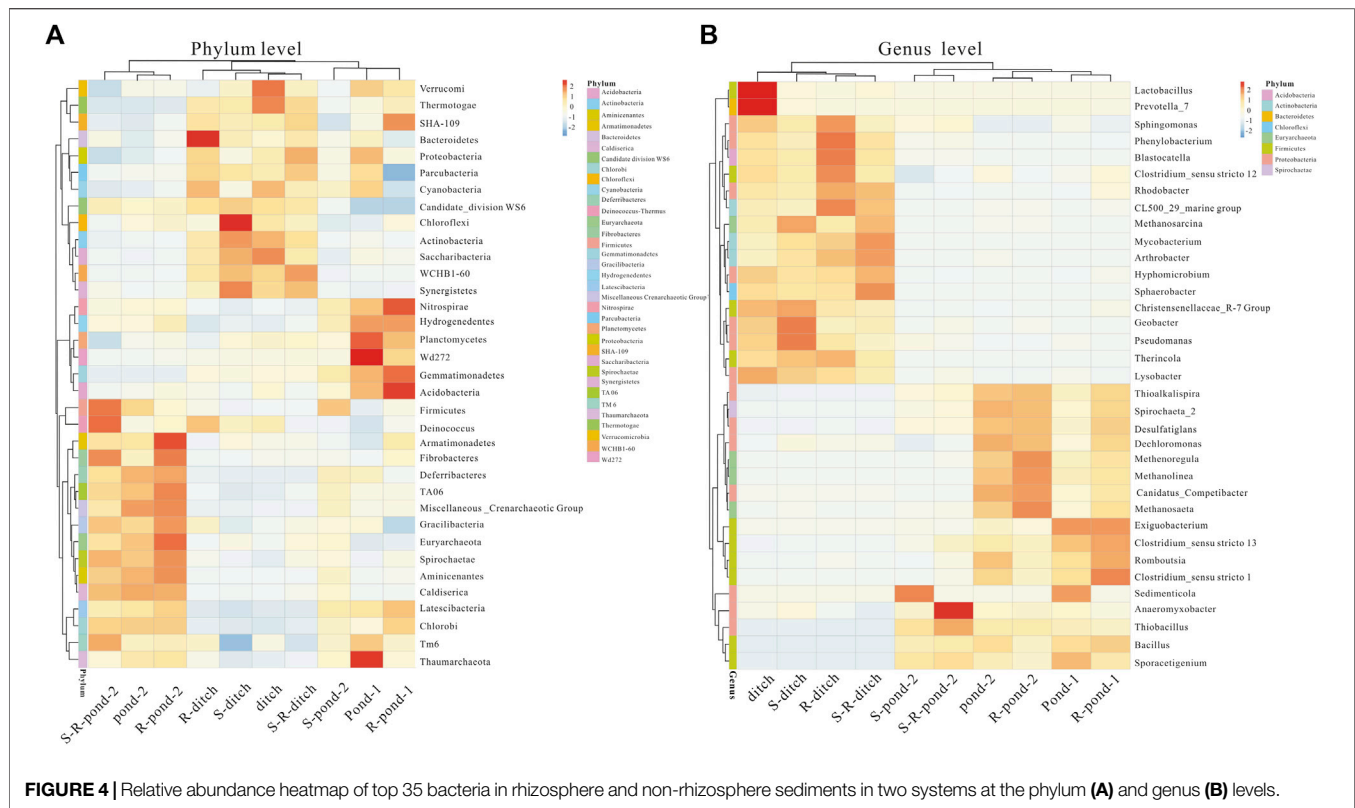 A
Phylum level
2
1
0
-1
-2
Phylum
Acidobacteria
Actinobacteria
Aminicenantes
Armatimonadetes
Bacteroidetes
Caldiserica
Candidate division WS6
Chlorobi
Chloroflexi
Cyanobacteria
Deferribacteres
Deinococcus-Thermus
Euryarchaeota
Fibrobacteres
Firmicutes
Gemmatimonadetes
Gracilibacteria
Hydrogenedentes
Latescibacteria
Miscellaneous Crenarchaeotic Group
Nitrospirae
Parcubacteria
Planctomycetes
Proteobacteria
SHA-109
Saccharibacteria
Spirochaetae
Synergistetes
TA 06
TM 6
Thaumarchaeota
Thermotogae
Verrucomicrobia
WCHB1-60
Wd272
Verrucomi
Thermotogae
SHA-109
Bacteroidetes
Proteobacteria
Parcubacteria
Cyanobacteria
Candidate_division WS6
Chloroflexi
Actinobacteria
Saccharibacteria
WCHB1-60
Synergistetes
Nitrospirae
Hydrogenedentes
Planctomycetes
Wd272
Gemmatimonadetes
Acidobacteria
Firmicutes
Deinococcus
Armatimonadetes
Fibrobacteres
Deferribacteres
TA06
Miscellaneous _Crenarchaeotic Group
Gracilibacteria
Euryarchaeota
Spirochaetae
Aminicenantes
Caldiserica
Latescibacteria
Chlorobi
Tm6
Thaumarchaeota
Phylum
S-R-pond-2
pond-2
R-pond-2
R-ditch
S-ditch
ditch
S-R-ditch
S-pond-2
Pond-1
R-pond-1
B
Genus level
2
1
0
-1
-2
Phylum
Acidobacteria
Actinobacteria
Bacteroidetes
Chloroflexi
Euryarchaeota
Firmicutes
Proteobacteria
Spirochaetae
Lactobacillus
Prevotella_7
Sphingomonas
Phenylobacterium
Blastocatella
Clostridium_sensu stricto 12
Rhodobacter
CL500_29_marine group
Methanosarcina
Mycobacterium
Arthrobacter
Hyphomicrobium
Sphaerobacter
Christensenellaceae_R-7 Group
Geobacter
Pseudomonas
Therincola
Lysobacter
Thioalkalispira
Spirochaeta_2
Desulfatiglans
Dechloromonas
Methenoregula
Methanolinea
Canidatus_Competibacter
Methanosaeta
Exiguobacterium
Clostridium_sensu stricto 13
Romboutsia
Clostridium_sensu stricto 1
Sedimenticola
Anaeromyxobacter
Thiobacillus
Bacillus
Sporacetigenium
Genus
ditch
S-ditch
R-ditch
S-R-ditch
S-pond-2
S-R-pond-2
pond-2
R-pond-2
Pond-1
R-pond-1
FIGURE 4 | Relative abundance heatmap of top 35 bacteria in rhizosphere and non-rhizosphere sediments in two systems at the phylum (A) and genus (B) levels.